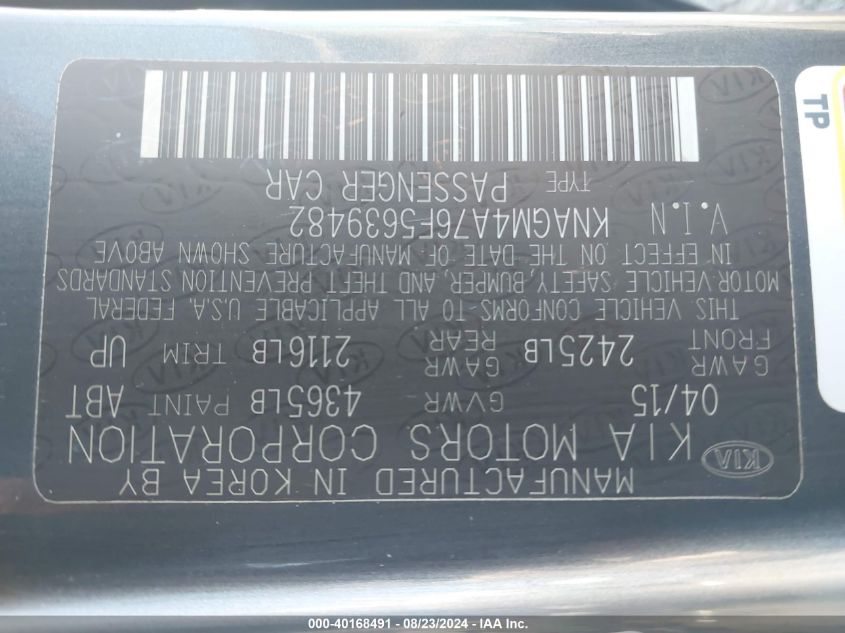 MANUFACTURED IN KOREA BY
KIA KIA MOTORS CORPORATION
04/15 GVWR 4365LB PAINT ABT
GAWR FRONT 2425LB GAWR REAR 2116LB TRIM UP
THIS VEHICLE CONFORMS TO ALL APPLICABLE U.S.A. FEDERAL
MOTOR VEHICLE SAFETY, BUMPER, AND THEFT PREVENTION STANDARDS
IN EFFECT ON THE DATE OF MANUFACTURE SHOWN ABOVE
V.I.N KNAGM4A76F5639482
TYPE PASSENGER CAR
TP
000-40168491 - 08/23/2024 - IAA Inc.